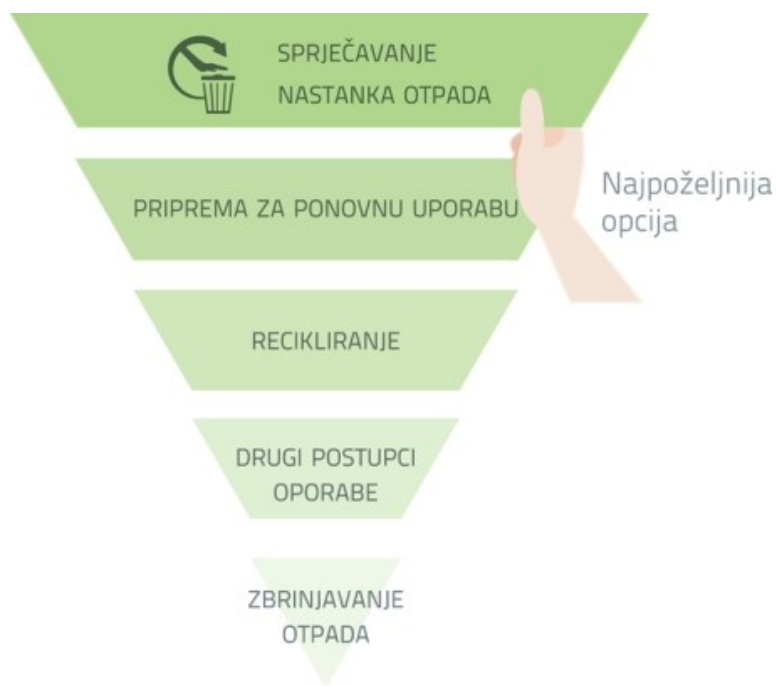 SPRJEČAVANJE
NASTANKA OTPADA
PRIPREMA ZA PONOVNU UPORABU
Najpoželjnija
opcija
RECIKLIRANJE
DRUGI POSTUPCI
OPORABE
ZBRINJAVANJE
OTPADA